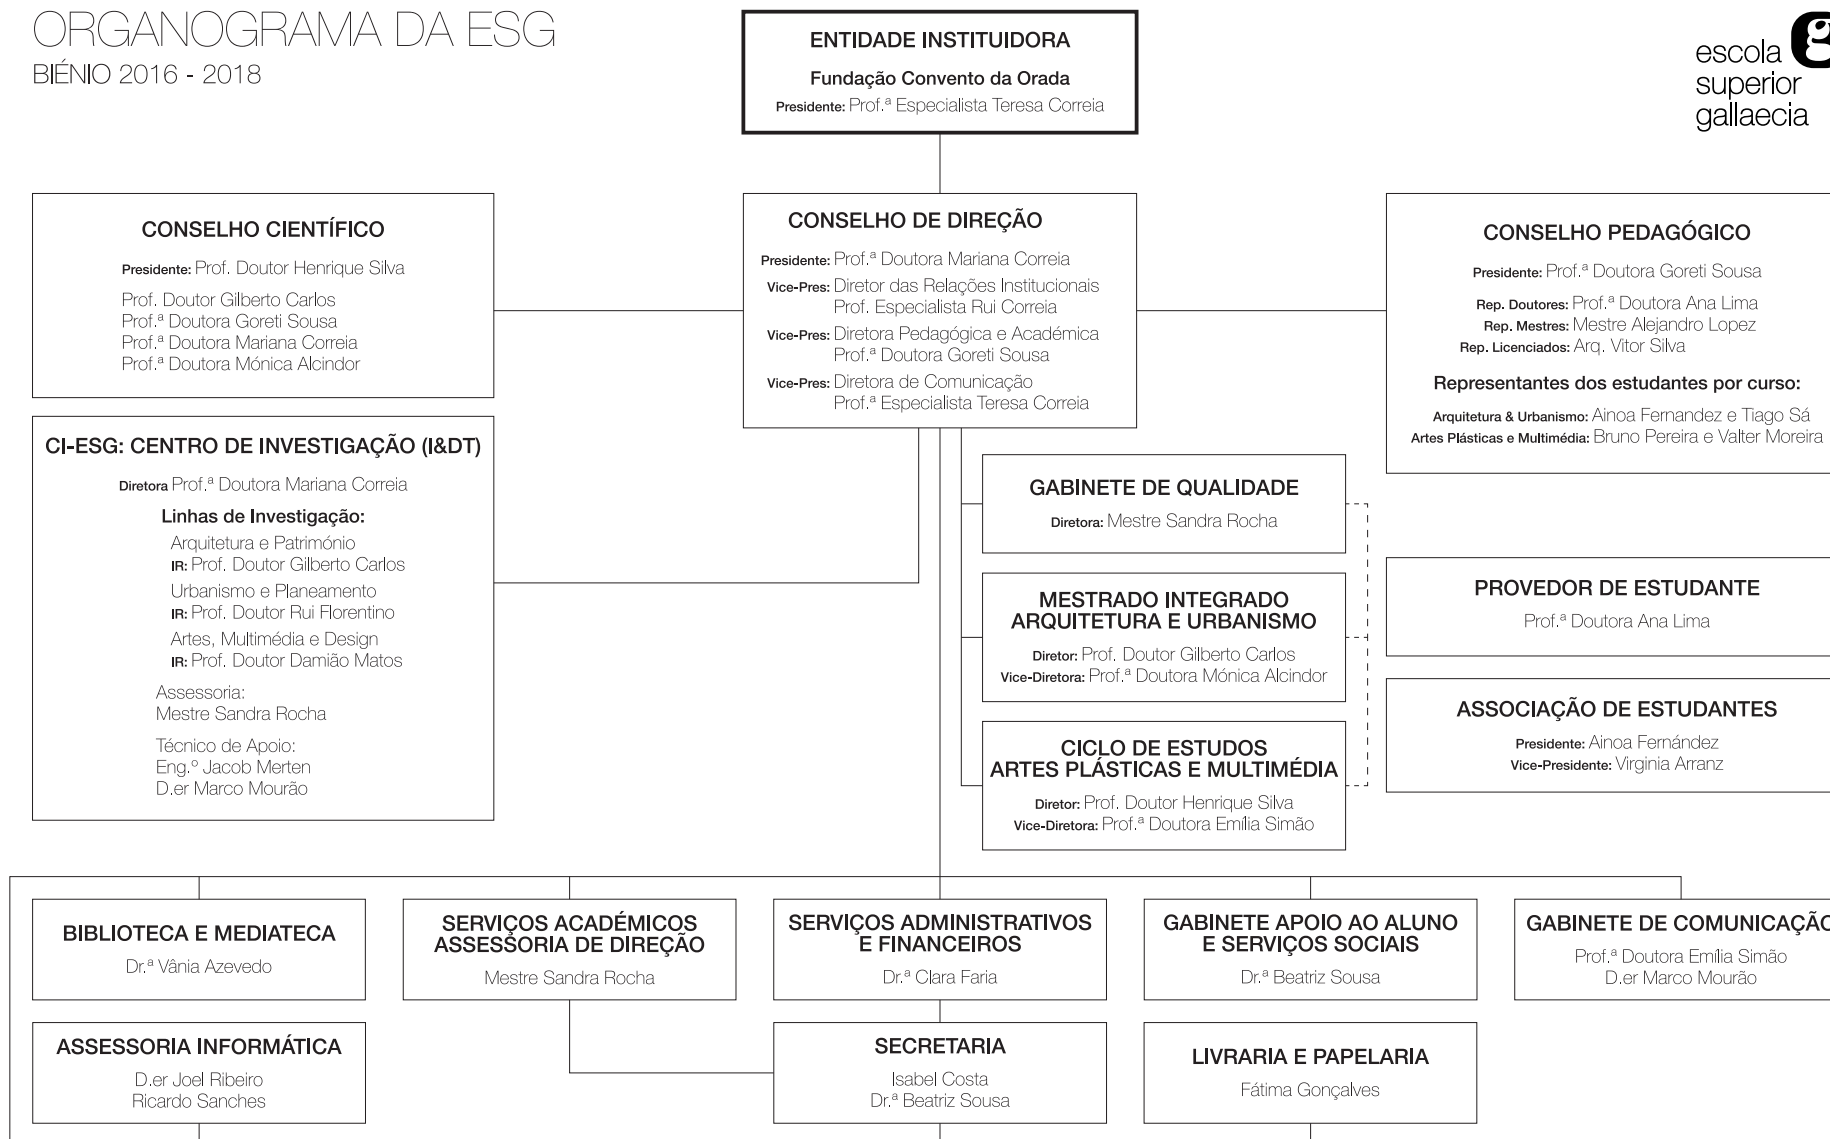 ORGANOGRAMA DA ESG
BIÉNIO 2016 - 2018
ENTIDADE INSTITUIDORA
Fundação Convento da Orada
Presidente: Prof.ª Especialista Teresa Correia
escola
superior
gallaecia
g
CONSELHO CIENTÍFICO
Presidente: Prof. Doutor Henrique Silva
Prof. Doutor Gilberto Carlos
Prof.ª Doutora Goreti Sousa
Prof.ª Doutora Mariana Correia
Prof.ª Doutora Mónica Alcindor
CONSELHO DE DIREÇÃO
Presidente: Prof.ª Doutora Mariana Correia
Vice-Pres: Diretor das Relações Institucionais
Prof. Especialista Rui Correia
Vice-Pres: Diretora Pedagógica e Académica
Prof.ª Doutora Goreti Sousa
Vice-Pres: Diretora de Comunicação
Prof.ª Especialista Teresa Correia
CONSELHO PEDAGÓGICO
Presidente: Prof.ª Doutora Goreti Sousa
Rep. Doutores: Prof.ª Doutora Ana Lima
Rep. Mestres: Mestre Alejandro Lopez
Rep. Licenciados: Arq. Vitor Silva
Representantes dos estudantes por curso:
Arquitetura & Urbanismo: Ainoa Fernandez e Tiago Sá
Artes Plásticas e Multimédia: Bruno Pereira e Valter Moreira
CI-ESG: CENTRO DE INVESTIGAÇÃO (I&DT)
Diretora Prof.ª Doutora Mariana Correia
Linhas de Investigação:
Arquitetura e Património
IR: Prof. Doutor Gilberto Carlos
Urbanismo e Planeamento
IR: Prof. Doutor Rui Florentino
Artes, Multimédia e Design
IR: Prof. Doutor Damião Matos
Assessoria:
Mestre Sandra Rocha
Técnico de Apoio:
Eng.º Jacob Merten
D.er Marco Mourão
GABINETE DE QUALIDADE
Diretora: Mestre Sandra Rocha
MESTRADO INTEGRADO
ARQUITETURA E URBANISMO
Diretor: Prof. Doutor Gilberto Carlos
Vice-Diretora: Prof.ª Doutora Mónica Alcindor
CICLO DE ESTUDOS
ARTES PLÁSTICAS E MULTIMÉDIA
Diretor: Prof. Doutor Henrique Silva
Vice-Diretora: Prof.ª Doutora Emília Simão
PROVEDOR DE ESTUDANTE
Prof.ª Doutora Ana Lima
ASSOCIAÇÃO DE ESTUDANTES
Presidente: Ainoa Fernández
Vice-Presidente: Virginia Arranz
BIBLIOTECA E MEDIATECA
Dr.ª Vânia Azevedo
SERVIÇOS ACADÉMICOS
ASSESSORIA DE DIREÇÃO
Mestre Sandra Rocha
SERVIÇOS ADMINISTRATIVOS
E FINANCEIROS
Dr.ª Clara Faria
GABINETE APOIO AO ALUNO
E SERVIÇOS SOCIAIS
Dr.ª Beatriz Sousa
GABINETE DE COMUNICAÇÃO
Prof.ª Doutora Emília Simão
D.er Marco Mourão
ASSESSORIA INFORMÁTICA
D.er Joel Ribeiro
Ricardo Sanches
SECRETARIA
Isabel Costa
Dr.ª Beatriz Sousa
LIVRARIA E PAPELARIA
Fátima Gonçalves